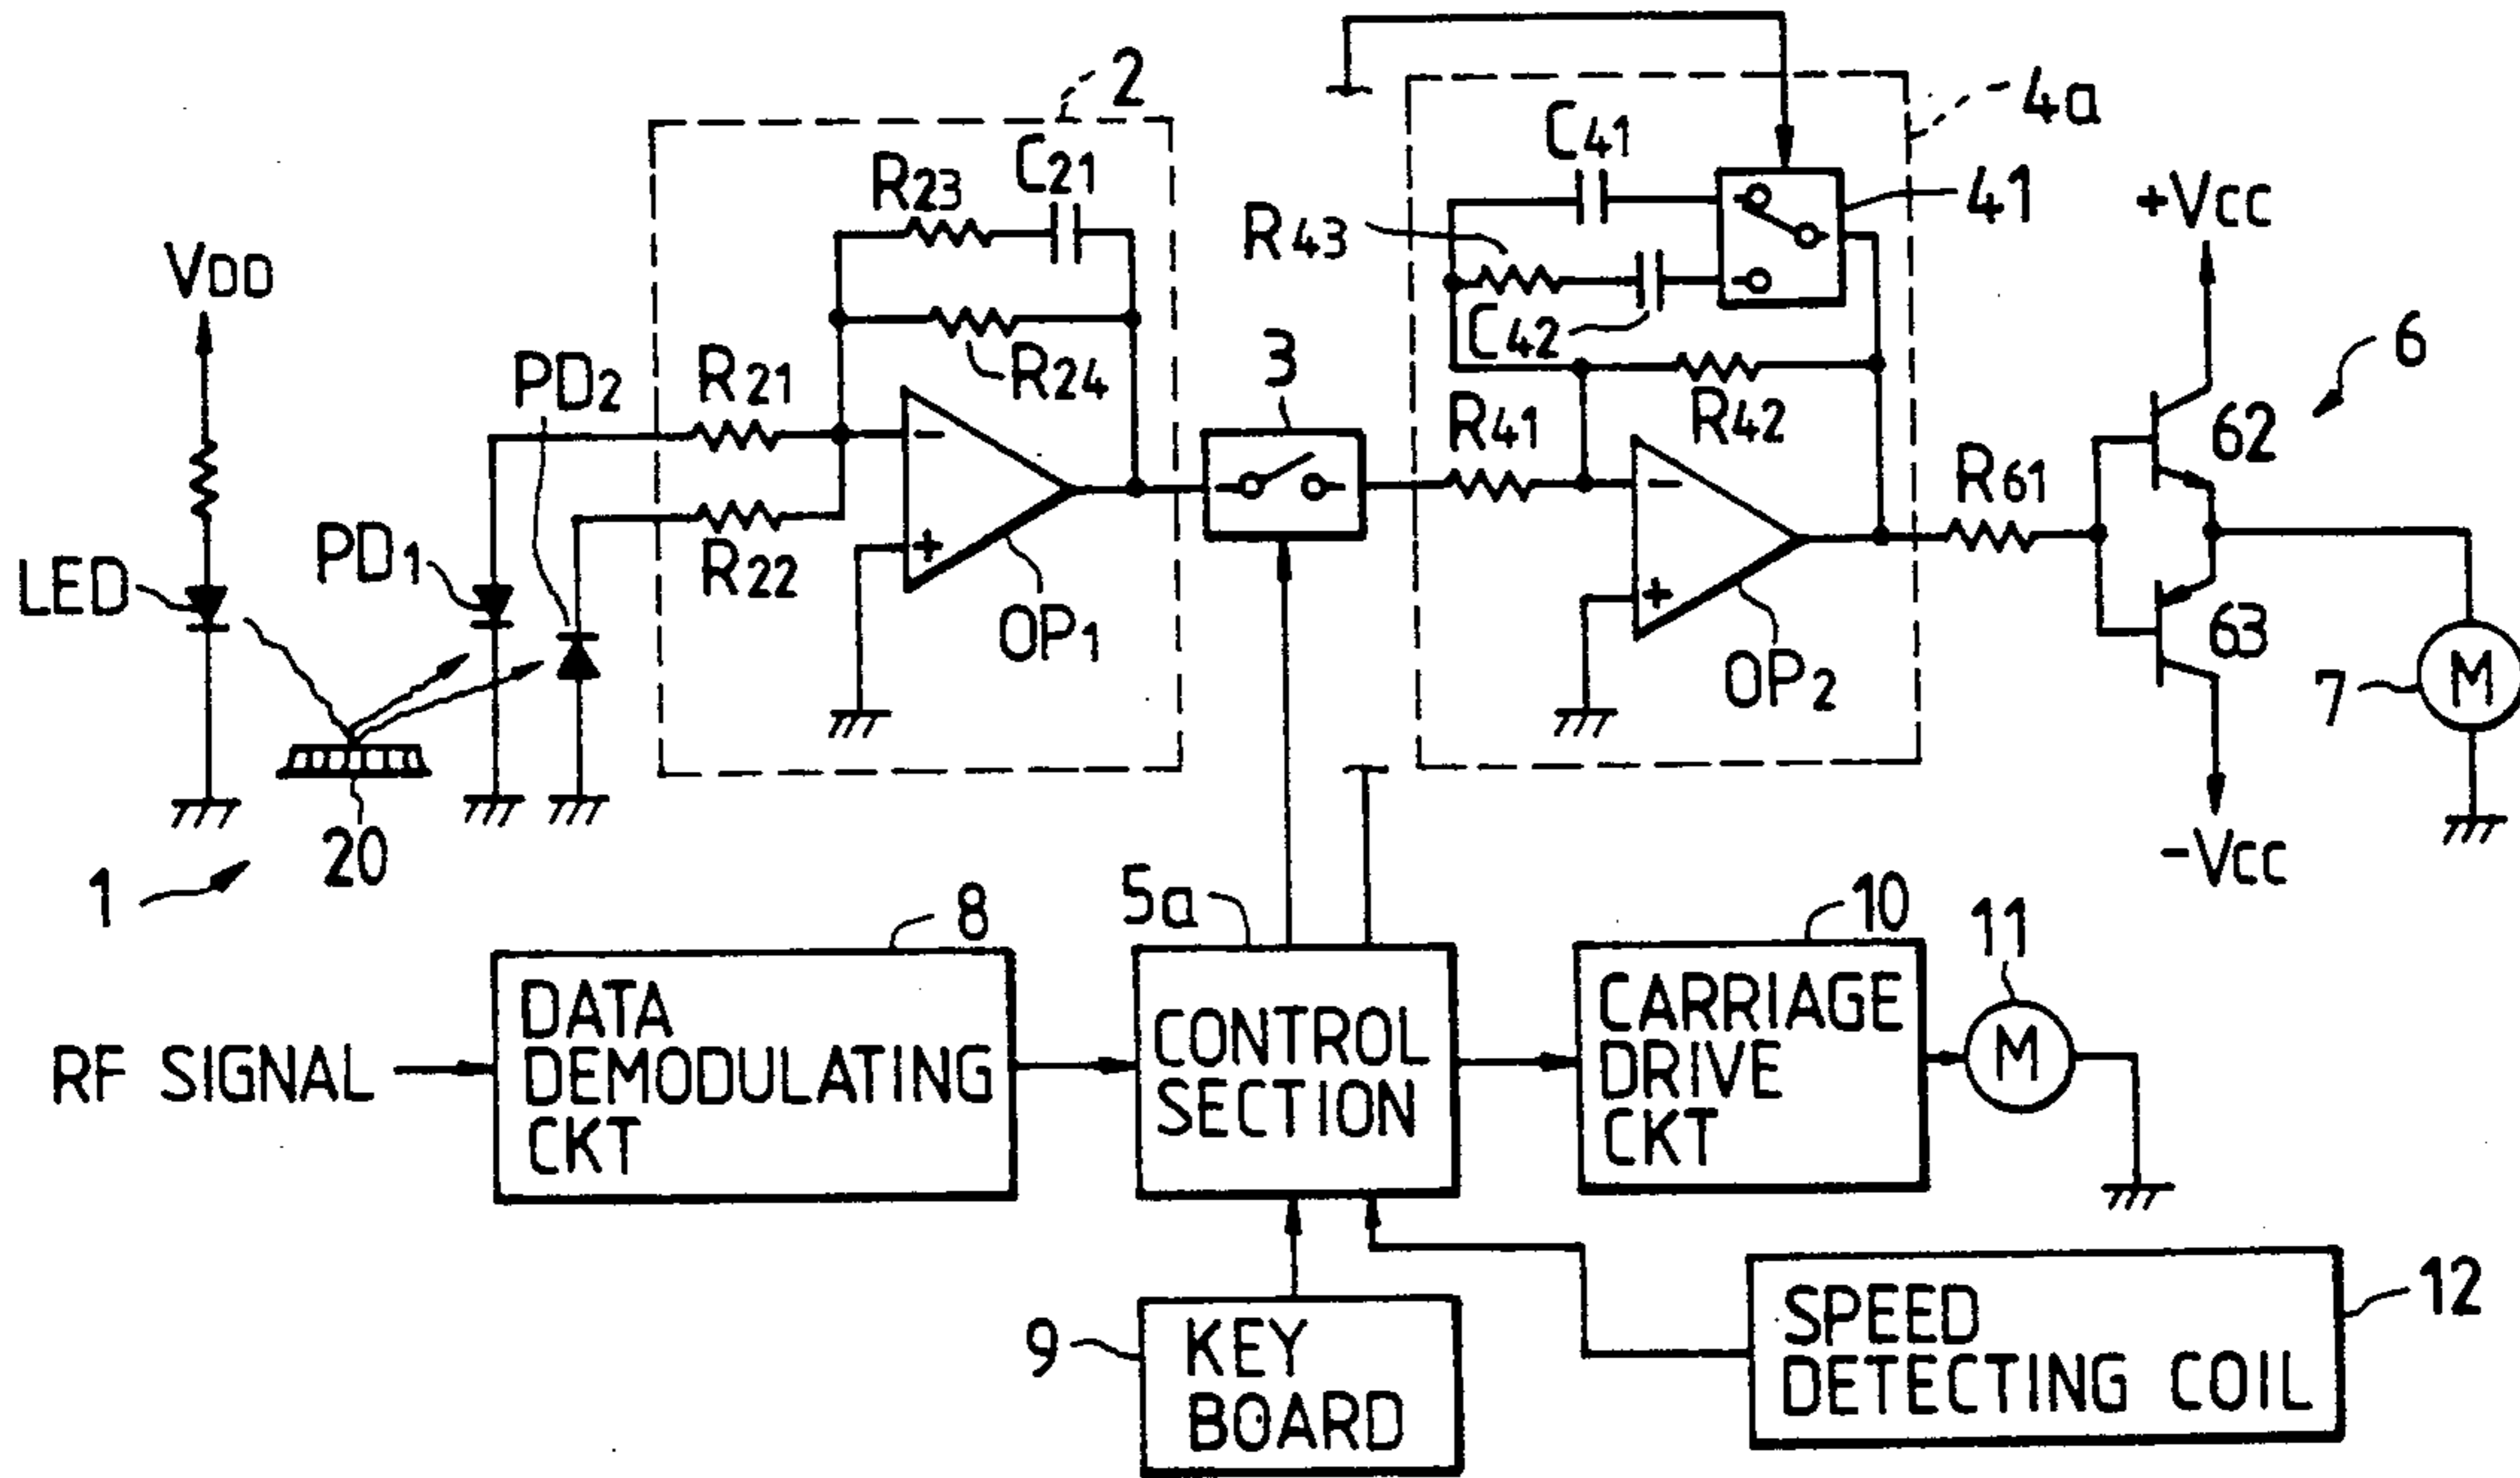 2
4a
C41
R23
C21
41
+VCC
R43
VDD
C42
6
3
PD2
R21
R24
R41
R42
62
R61
PD1
R22
LED
OP1
63
OP2
M
7
20
-VCC
1
8
5a
10
11
DATA
DEMODULATING
CKT
CONTROL
SECTION
CARRIAGE
DRIVE
CKT
M
RF SIGNAL
12
9
KEY
BOARD
SPEED
DETECTING COIL
- +
- +